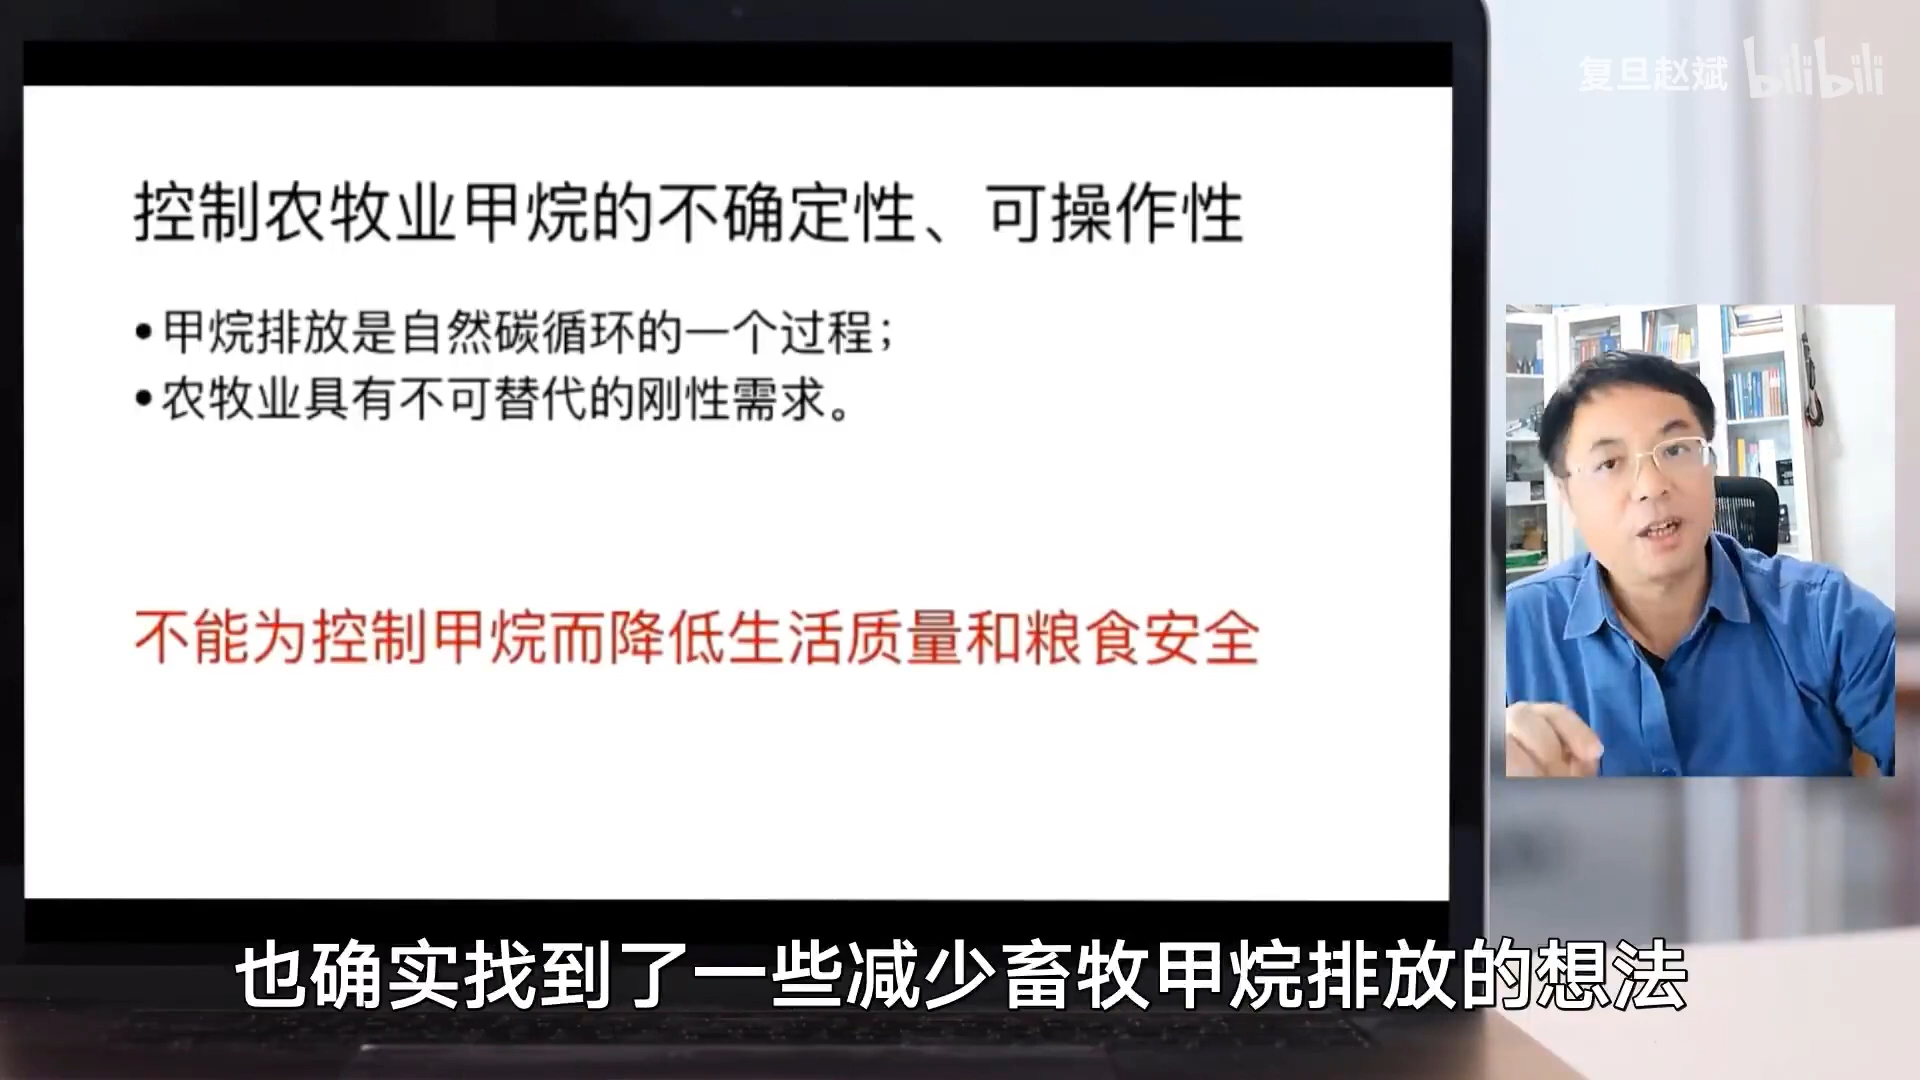 复旦赵斌 bilibili
控制农牧业甲烷的不确定性、可操作性
•甲烷排放是自然碳循环的一个过程；
•农牧业具有不可替代的刚性需求。
不能为控制甲烷而降低生活质量和粮食安全
也确实找到了一些减少畜牧甲烷排放的想法